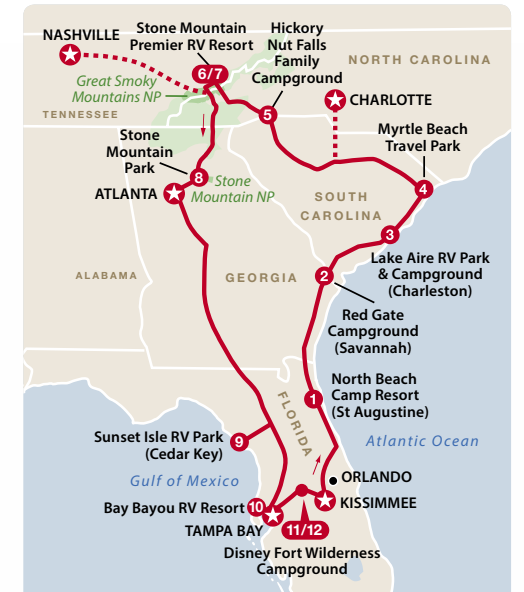 NASHVILLE
Stone Mountain
Premier RV Resort
Hickory
Nut Falls
Family
Campground
NORTH CAROLINA
6/7
Great Smoky
Mountains NP
CHARLOTTE
TENNESSEE
5
Myrtle Beach
Travel Park
Stone
Mountain
Park
8
Stone
Mountain NP
4
ATLANTA
SOUTH
CAROLINA
3
Lake Aire RV Park
& Campground
(Charleston)
ALABAMA
GEORGIA
2
Red Gate
Campground
(Savannah)
North Beach
Camp Resort
(St Augustine)
1
FLORIDA
Sunset Isle RV Park
(Cedar Key)
9
Atlantic Ocean
Gulf of Mexico
ORLANDO
KISSIMMEE
Bay Bayou RV Resort
10
TAMPA BAY
11/12
Disney Fort Wilderness
Campground